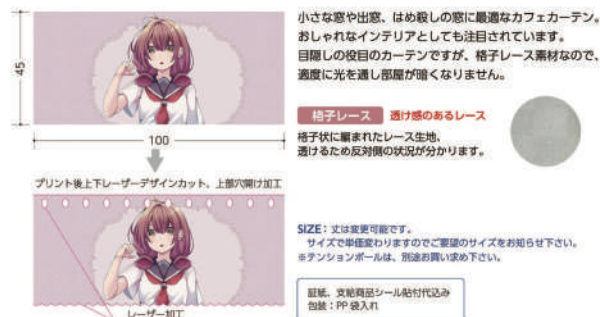 小さな窓や出窓、はめ殺しの窓に最適なカフェカーテン。
おしゃれなインテリアとしても注目されています。
目隠しの役目のカーテンですが、格子レース素材なので、
適度に光を通し部屋が暗くなりません。
45
100
格子レース 透け感のあるレース
格子状に編まれたレース生地、
透けるため反対側の状況が分かります。
プリント後上下レーザーデザインカット、上部穴開け加工
レーザー加工
SIZE:丈は変更可能です。
サイズで単価変わりますのでご要望のサイズをお知らせ下さい。
※テンションポールは、別途お買い求め下さい。
証紙、支給商品シール貼付代込み
包装:PP 袋入れ